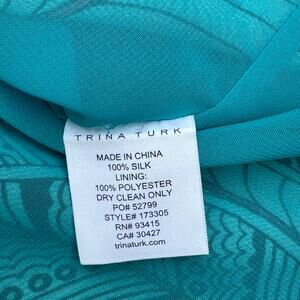 TRINA TURK
MADE IN CHINA
100% SILK
LINING:
100% POLYESTER
DRY CLEAN ONLY
PO# 52799
STYLE# 173305
RN# 93415
CA# 30427
trinaturk.com